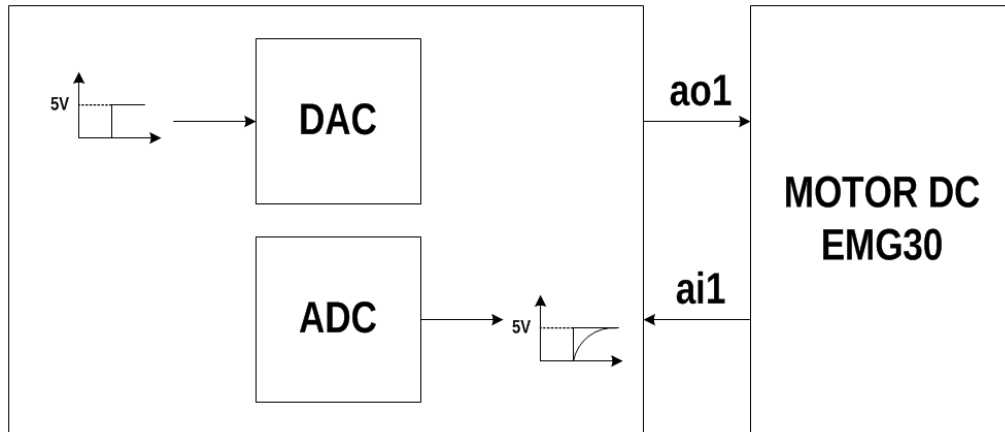 5V
DAC
ao1
MOTOR DC
EMG30
ADC
5V
ai1